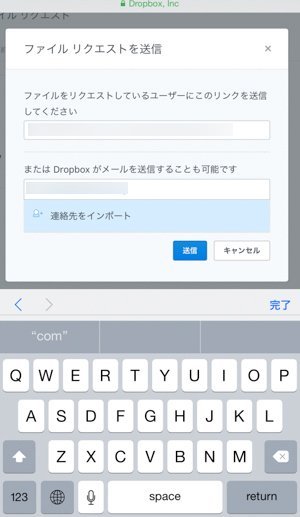 Dropbox, Inc
ファイル リクエスト
ファイル リクエストを送信
×
ファイルをリクエストしているユーザーにこのリンクを送信
してください
または Dropbox がメールを送信することも可能です
連絡先をインポート
送信 キャンセル
完了
“com”
Q W E R T Y U I O P
A S D F G H J K L
Z X C V B N M
123 space return